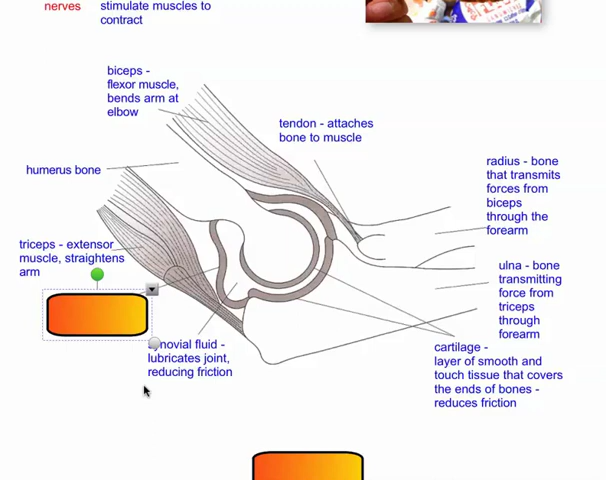 nerves
stimulate muscles to
contract
biceps -
flexor muscle,
bends arm at
elbow
tendon - attaches
bone to muscle
humerus bone
radius - bone
that transmits
forces from
biceps
through the
forearm
triceps - extensor
muscle, straightens
arm
ulna - bone
transmitting
force from
triceps
through
forearm
novial fluid -
lubricates joint,
reducing friction
cartilage -
layer of smooth and
touch tissue that covers
the ends of bones -
reduces friction